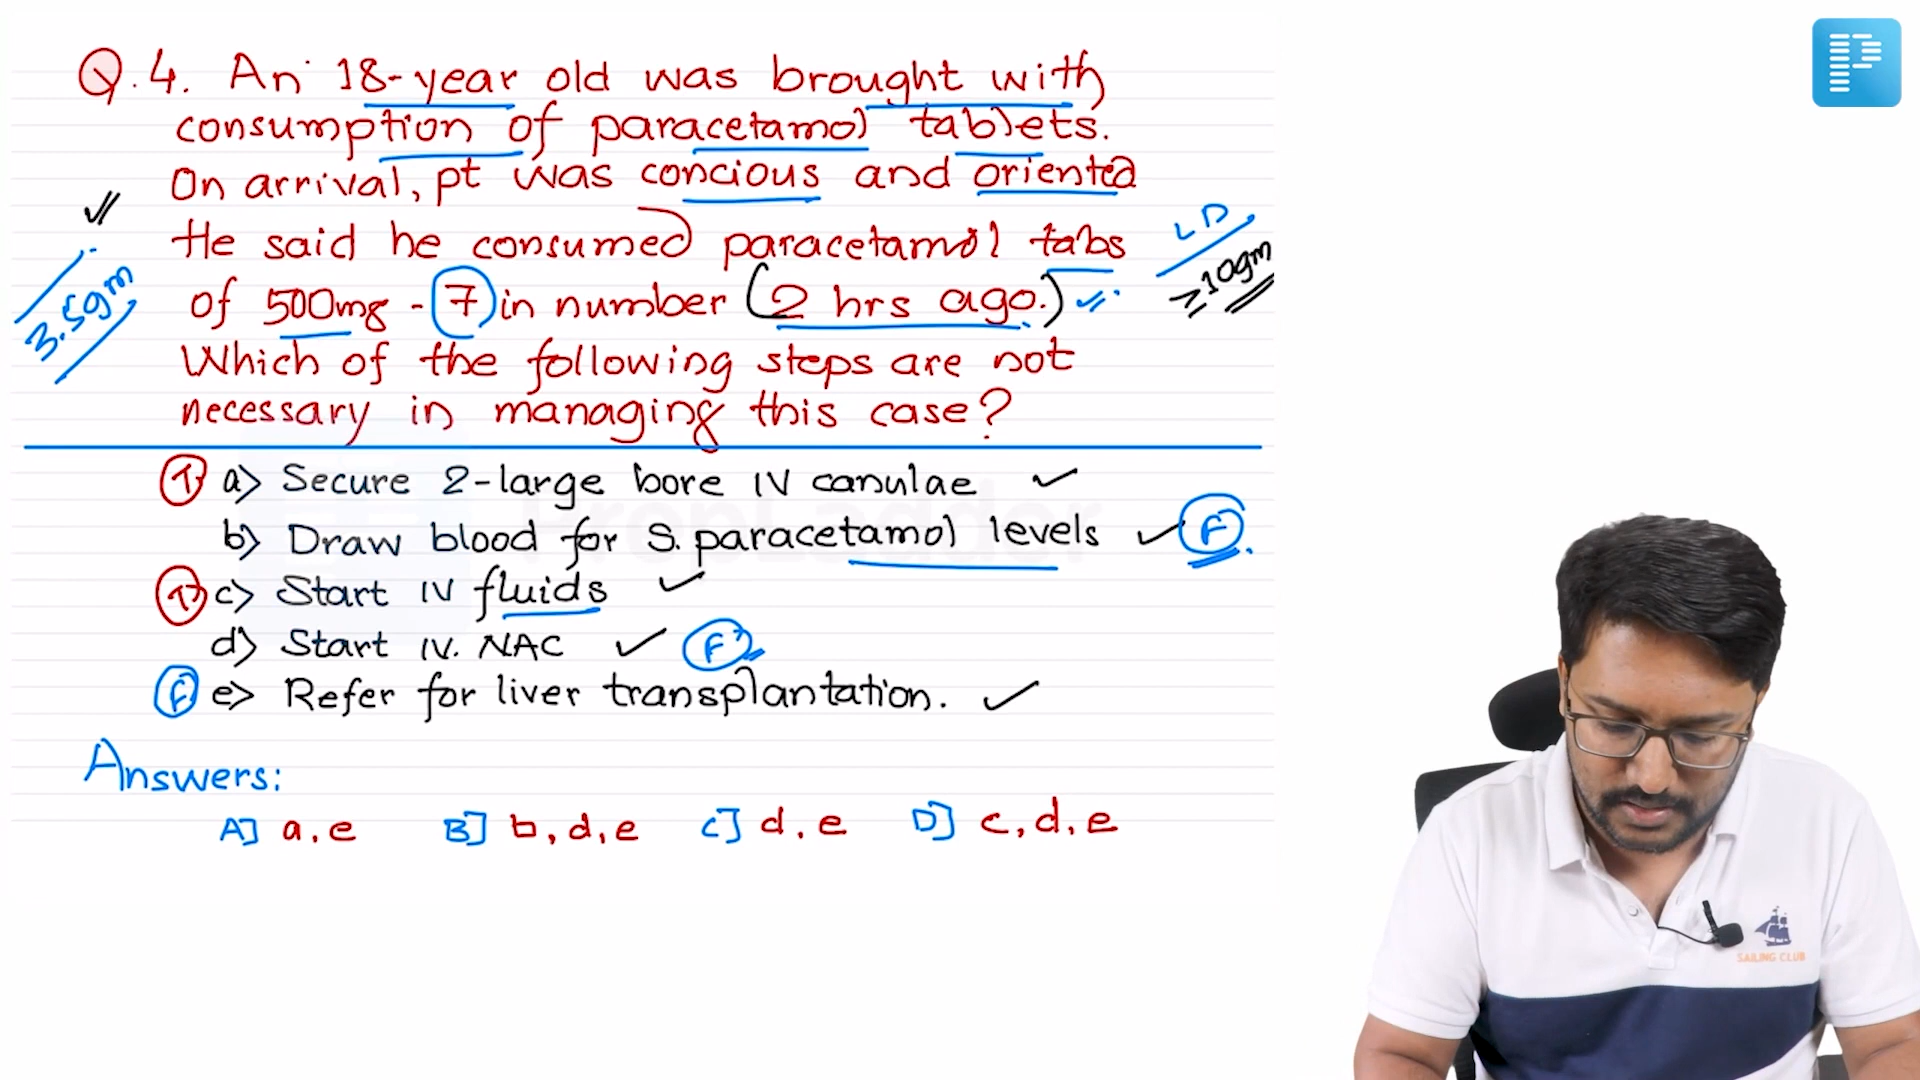 Q.4. An 18-year old was brought with
consumption of paracetamol tablets.
On arrival, pt was concious and oriented
He said he consumed paracetamol tabs
of 500mg - 7 in number (2 hrs ago.)
Which of the following steps are not
necessary in managing this case?
3.5gm
LD
≥10gm
T a> Secure 2-large bore IV canulae
b> Draw blood for S. paracetamol levels F
T c> Start IV fluids
d> Start IV. NAC F
F e> Refer for liver transplantation.
Answers:
A] a, e B] b, d, e C] d, e D] c, d, e
PrepLadder
SAILING CLUB